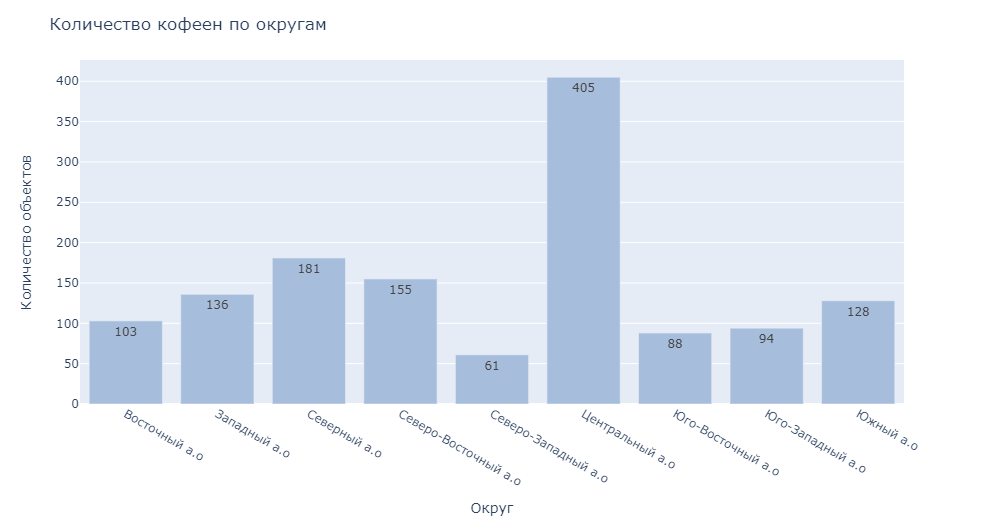 Количество кофеен по округам
Количество объектов
400
350
300
250
200
150
100
50
0
103
136
181
155
61
405
88
94
128
Восточный а.о
Западный а.о
Северный а.о
Северо-Восточный а.о
Северо-Западный а.о
Центральный а.о
Юго-Восточный а.о
Юго-Западный а.о
Южный а.о
Округ